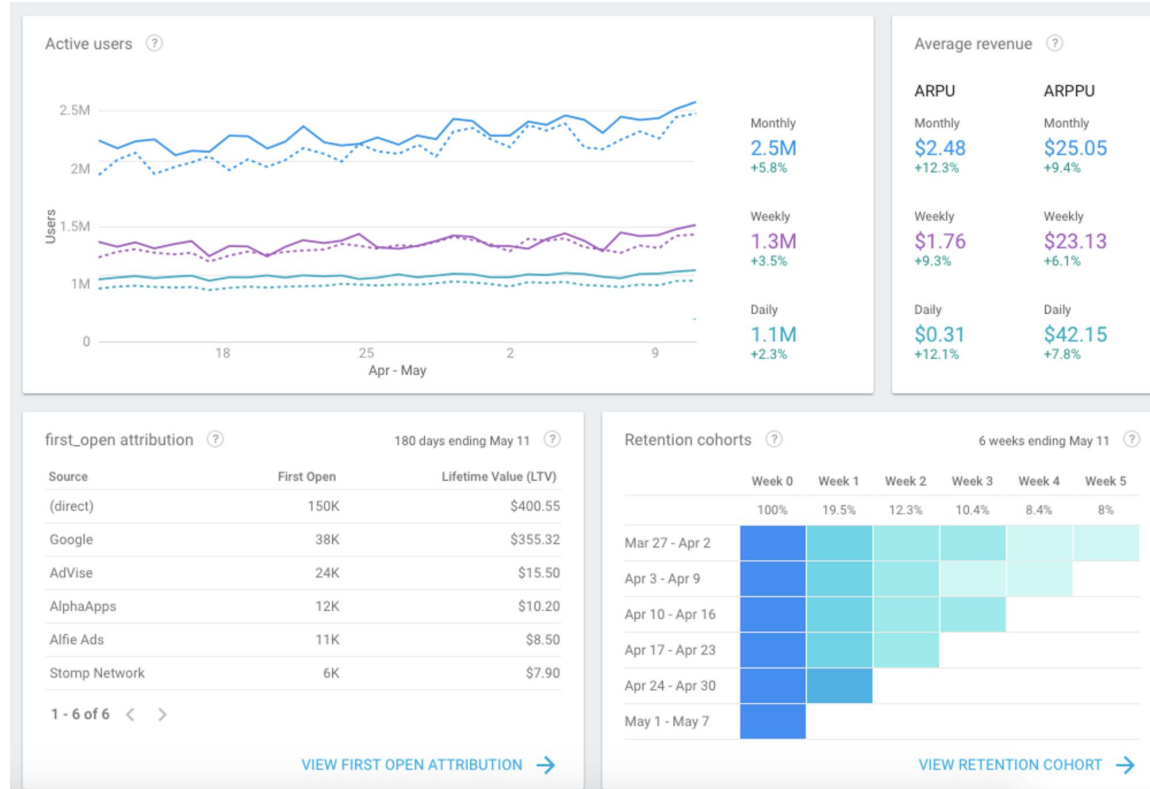 Active users ?
2.5M
2M
1.5M
1M
0
Users
18 25 2 9
Apr - May
Monthly
2.5M
+5.8%
Weekly
1.3M
+3.5%
Daily
1.1M
+2.3%
Average revenue ?
ARPU ARPPU
Monthly Monthly
$2.48 $25.05
+12.3% +9.4%
Weekly Weekly
$1.76 $23.13
+9.3% +6.1%
Daily Daily
$0.31 $42.15
+12.1% +7.8%
first_open attribution ? 180 days ending May 11 ?
Source First Open Lifetime Value (LTV)
(direct) 150K $400.55
Google 38K $355.32
AdVise 24K $15.50
AlphaApps 12K $10.20
Alfie Ads 11K $8.50
Stomp Network 6K $7.90
1 - 6 of 6
VIEW FIRST OPEN ATTRIBUTION
Retention cohorts ? 6 weeks ending May 11 ?
Week 0 Week 1 Week 2 Week 3 Week 4 Week 5
100% 19.5% 12.3% 10.4% 8.4% 8%
Mar 27 - Apr 2
Apr 3 - Apr 9
Apr 10 - Apr 16
Apr 17 - Apr 23
Apr 24 - Apr 30
May 1 - May 7
VIEW RETENTION COHORT